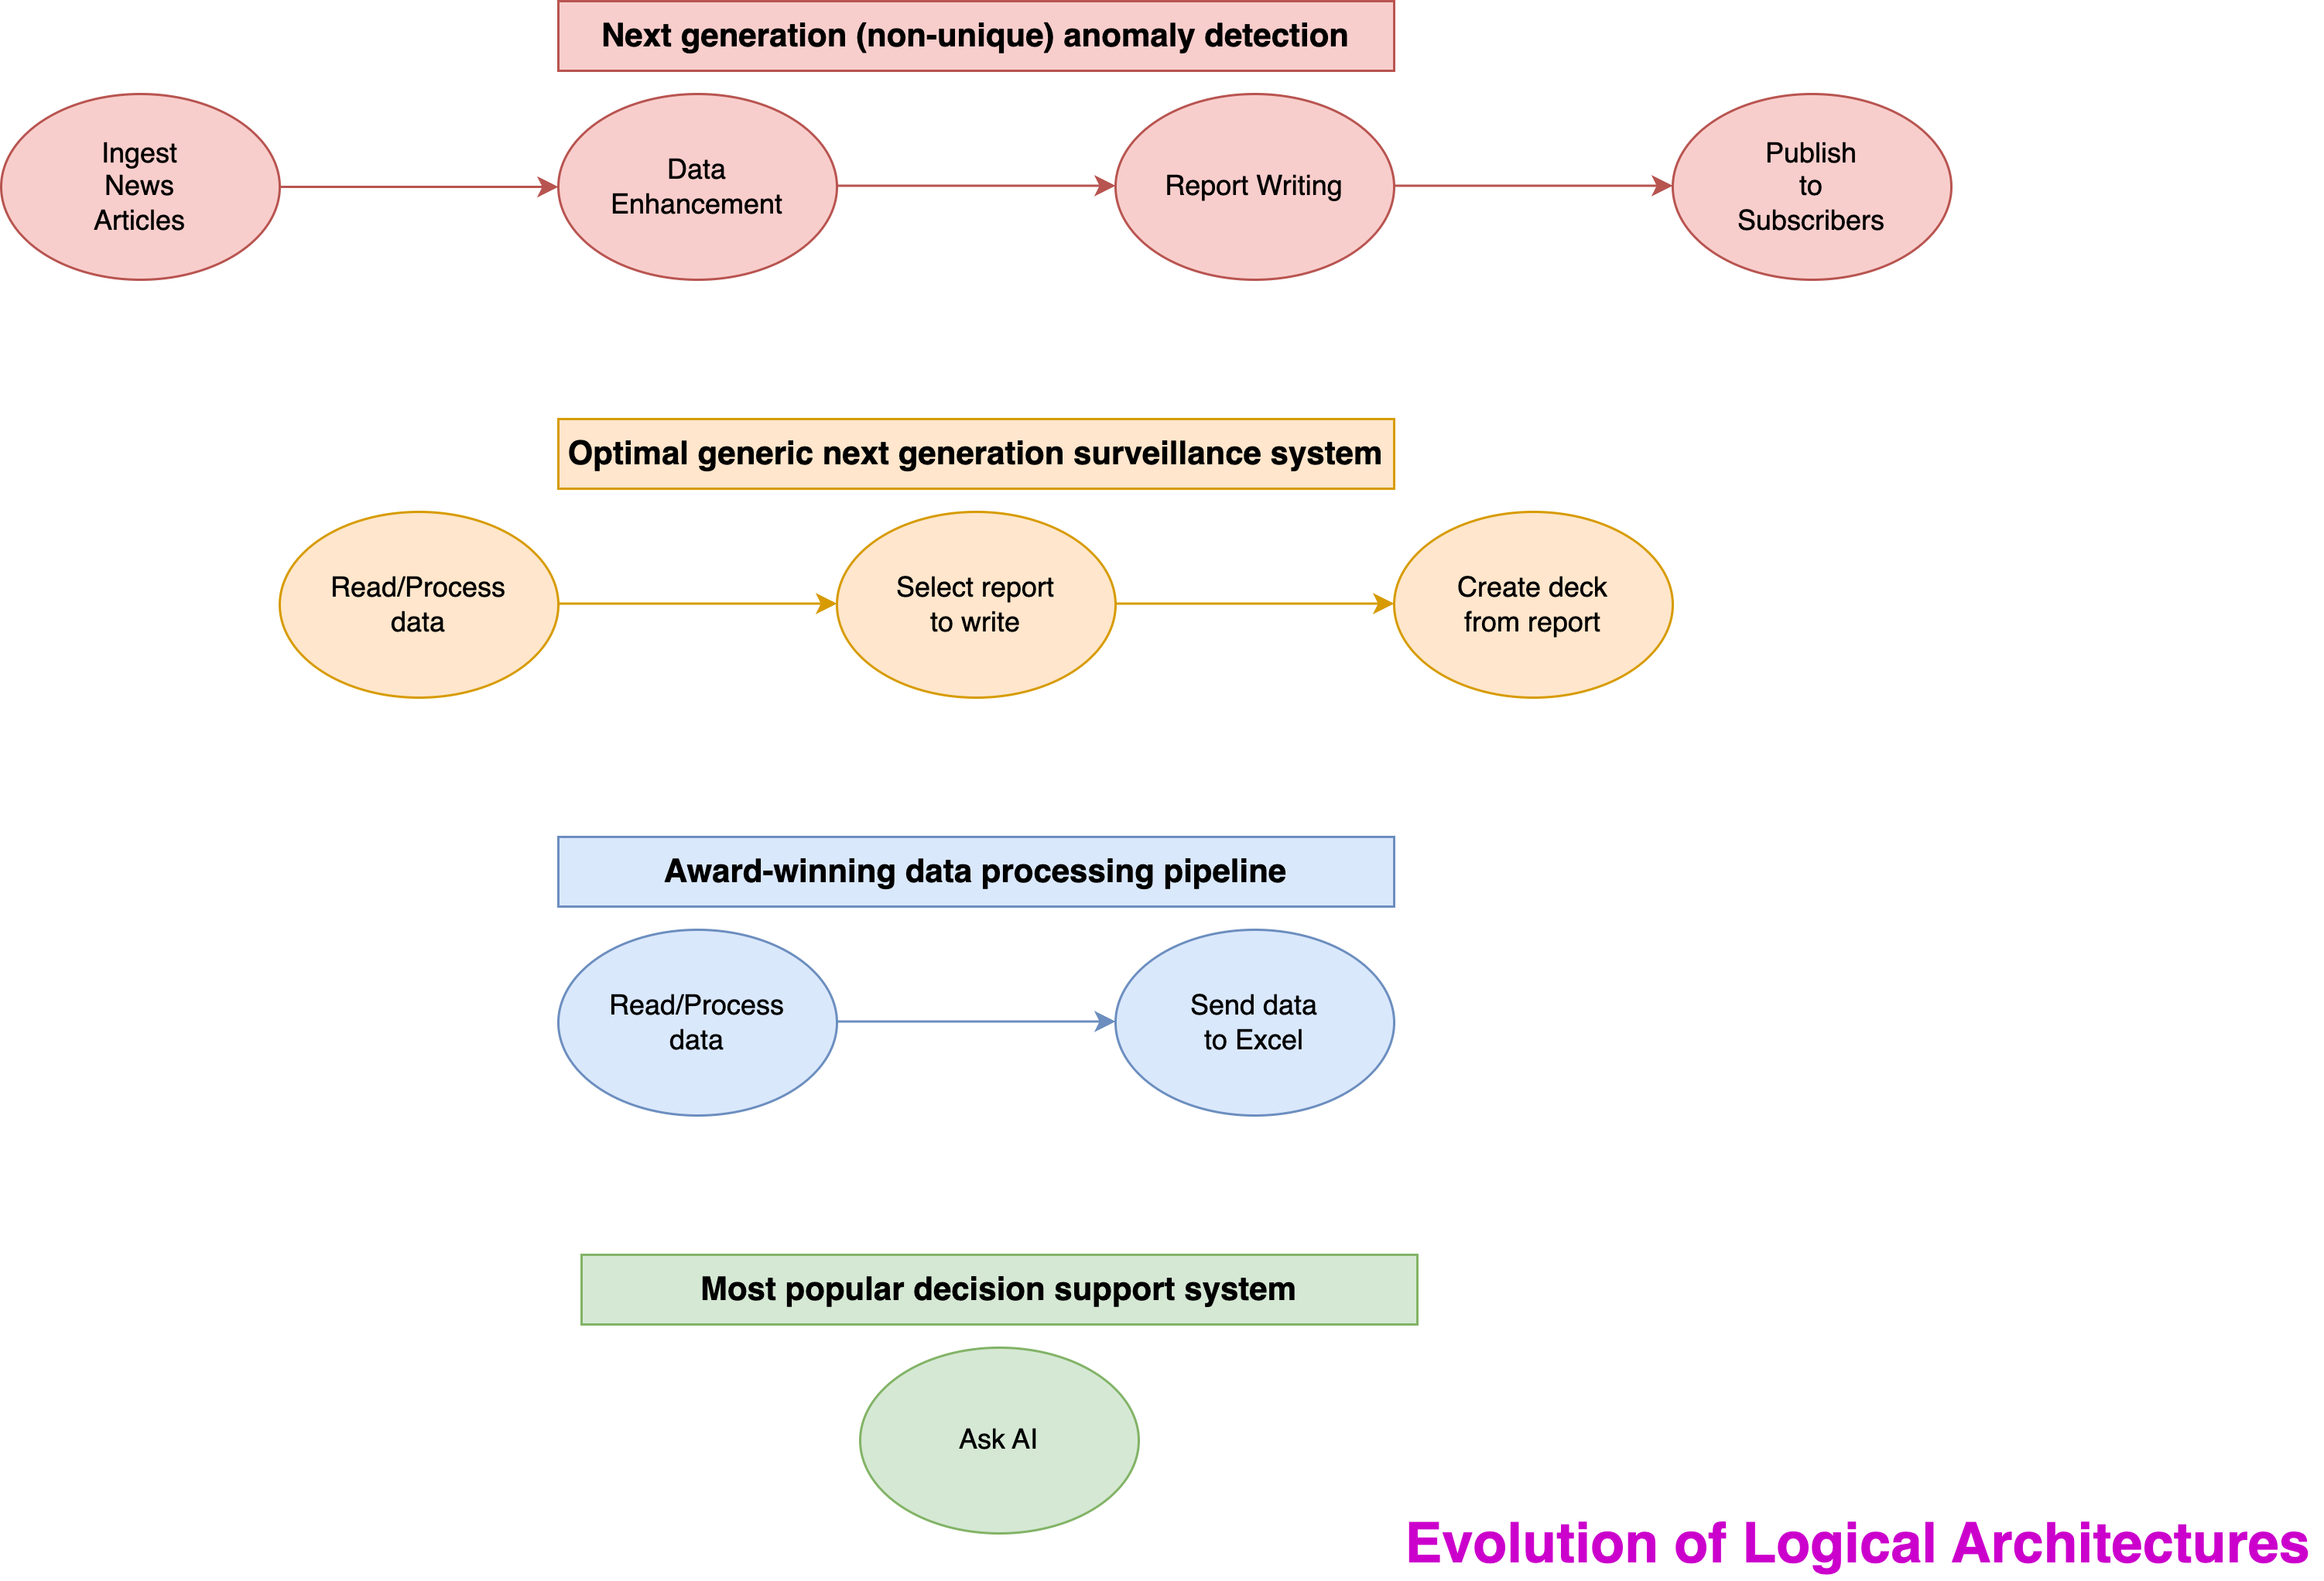 Next generation (non-unique) anomaly detection
Ingest
News
Articles
Data
Enhancement
Report Writing
Publish
to
Subscribers
Optimal generic next generation surveillance system
Read/Process
data
Select report
to write
Create deck
from report
Award-winning data processing pipeline
Read/Process
data
Send data
to Excel
Most popular decision support system
Ask AI
Evolution of Logical Architectures